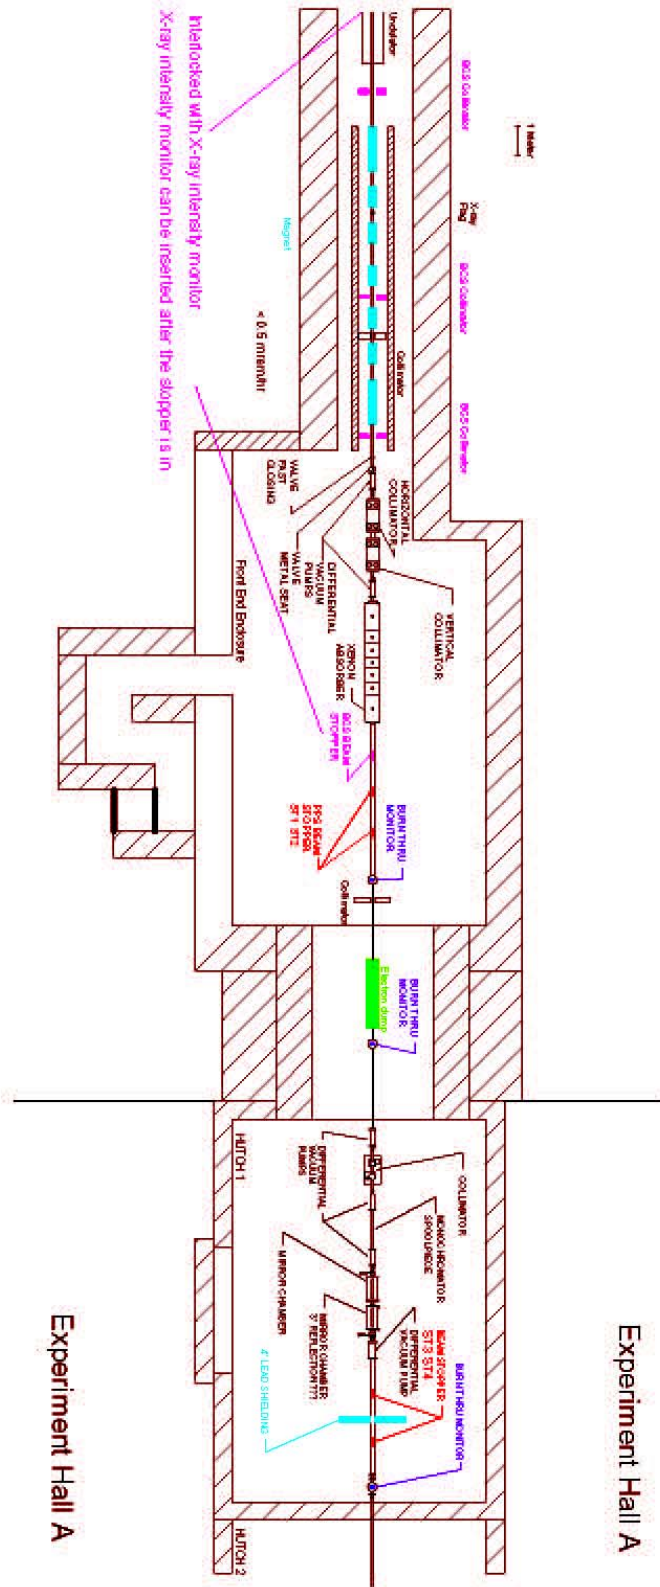 Interlocked with X-ray intensity monitor
X-ray intensity monitor can be inserted after the stopper is in
Undulator
BCS Collimator
1 Meter
X-ray
Flag
BCS Collimator
BCS Collimator
Magnet
< 0.5 mrem/hr
Collimator
VALVE
FAST
CLOSING
HORIZONTAL
COLLIMATOR
VALVE
METAL SEAT
DIFFERENTIAL
VACUUM
PUMPS
VERTICAL
COLLIMATOR
Front End Enclosure
XENON
ABSORBER
BCS BEAM
STOPPER
PPS BEAM
STOPPER
ST1 ST2
BURN THRU
MONITOR
Collimator
Electron dump
BURN THRU
MONITOR
HUTCH 1
DIFFERENTIAL
VACUUM
PUMPS
COLLIMATOR
MONOCHROMATOR
SPOOLPIECE
MIRROR CHAMBER
MIRROR CHAMBER
3° REFLECTION ???
DIFFERENTIAL
VACUUM PUMP
BEAM STOPPER
ST3 ST4
BURN THRU MONITOR
4" LEAD SHIELDING
HUTCH 2
Experiment Hall A
Experiment Hall A